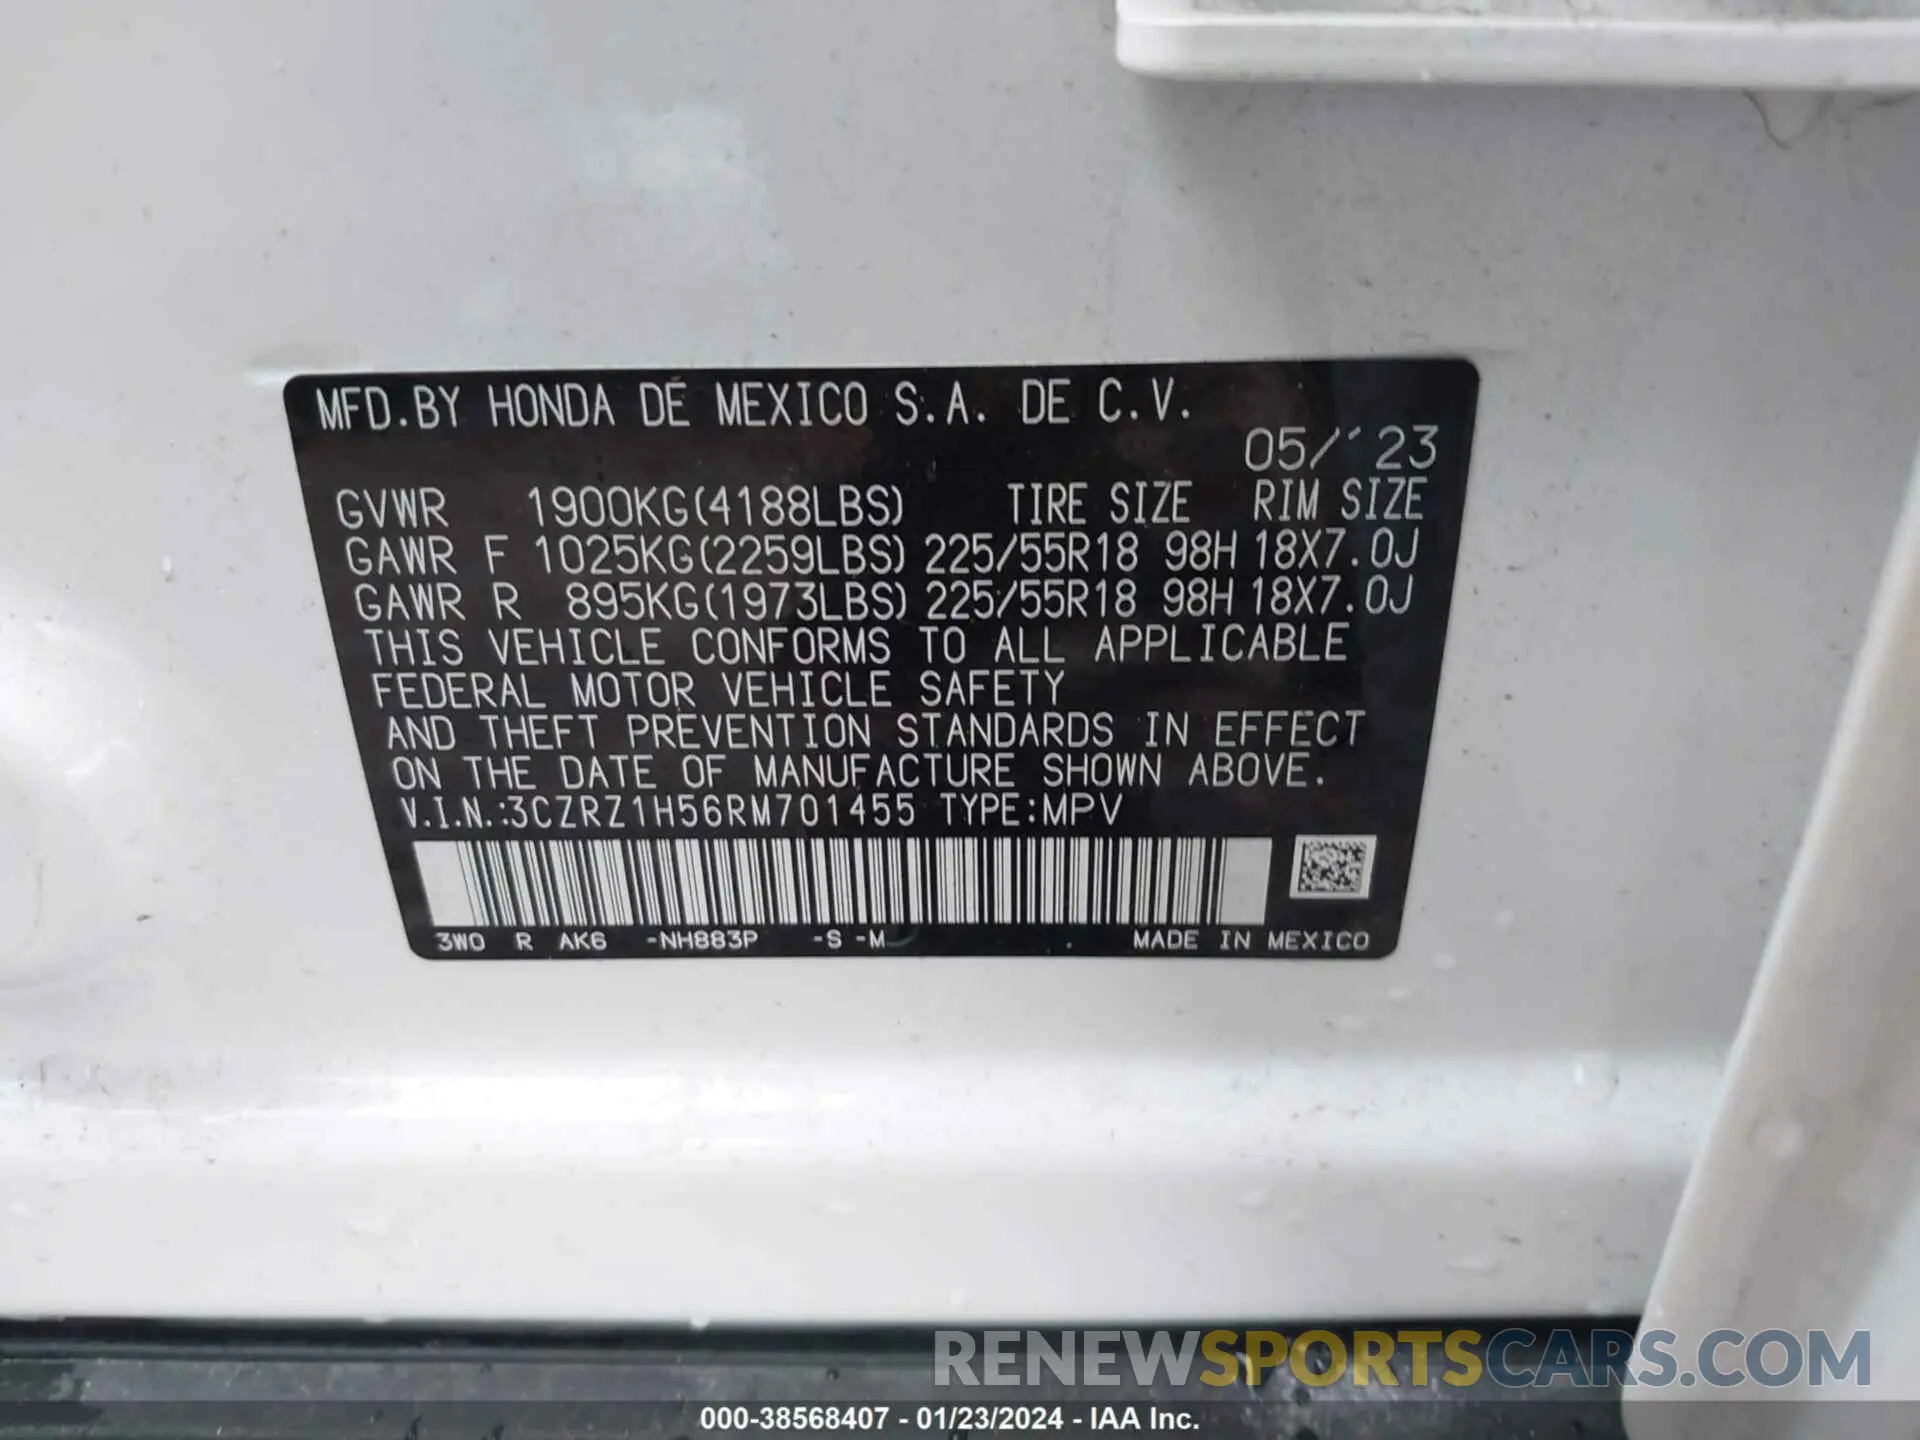 MFD.BY HONDA DE MEXICO S.A. DE C.V.
05/'23
GVWR 1900KG(4188LBS) TIRE SIZE RIM SIZE
GAWR F 1025KG(2259LBS) 225/55R18 98H 18X7.0J
GAWR R 895KG(1973LBS) 225/55R18 98H 18X7.0J
THIS VEHICLE CONFORMS TO ALL APPLICABLE
FEDERAL MOTOR VEHICLE SAFETY
AND THEFT PREVENTION STANDARDS IN EFFECT
ON THE DATE OF MANUFACTURE SHOWN ABOVE.
V.I.N.:3CZRZ1H56RM701455 TYPE:MPV
3W0 R AK6 -NH883P -S -M MADE IN MEXICO
RENEWSPORTSCARS.COM
000-38568407 - 01/23/2024 - IAA Inc.